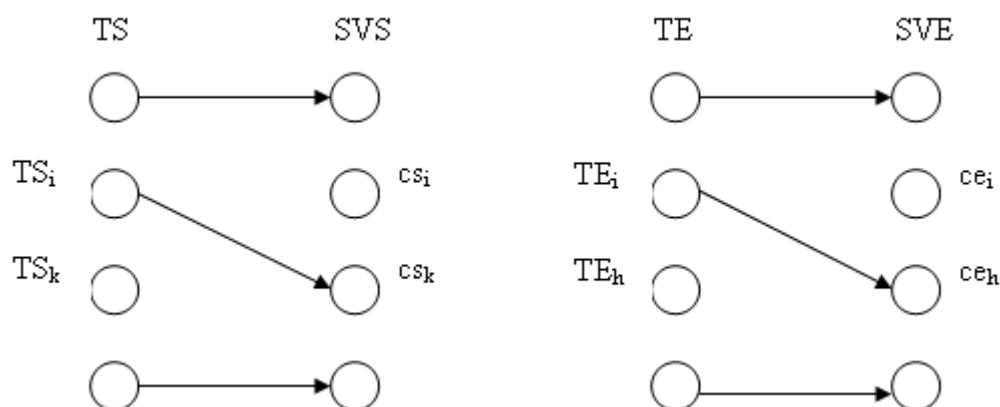 TS SVS TE SVE
TSᵢ csᵢ TEᵢ ceᵢ
TSₖ csₖ TEₕ ceₕ